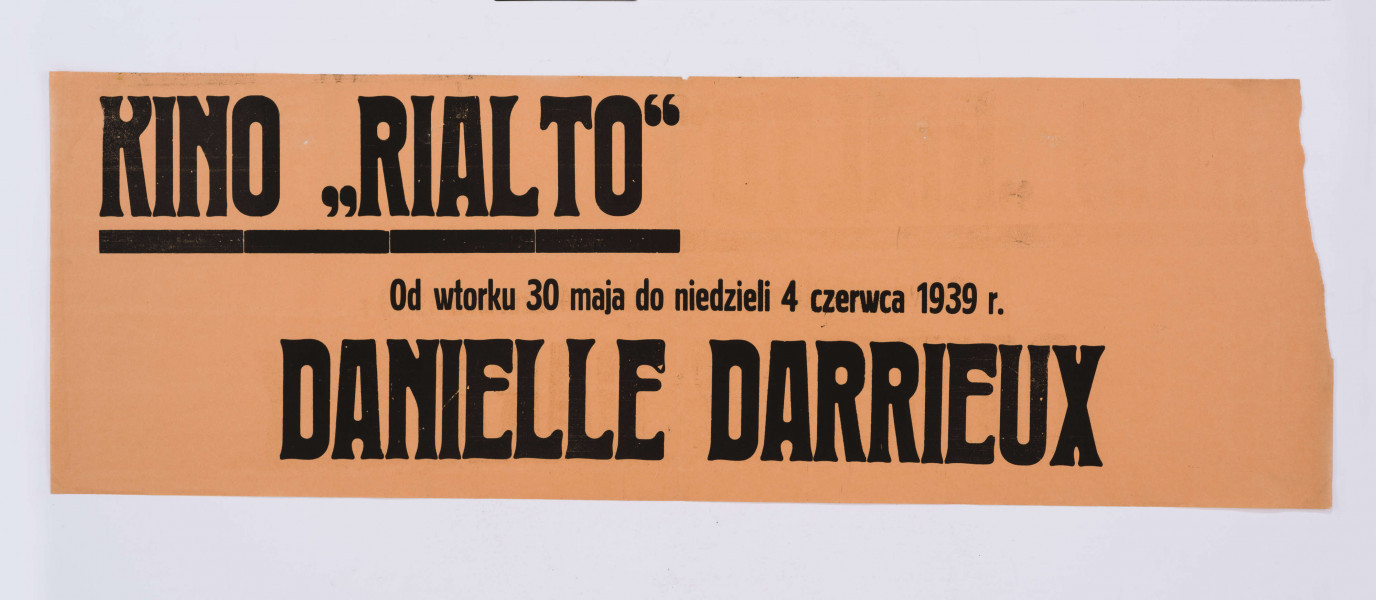 KINO „RIALTO“
Od wtorku 30 maja do niedzieli 4 czerwca 1939 r.
DANIELLE DARRIEUX